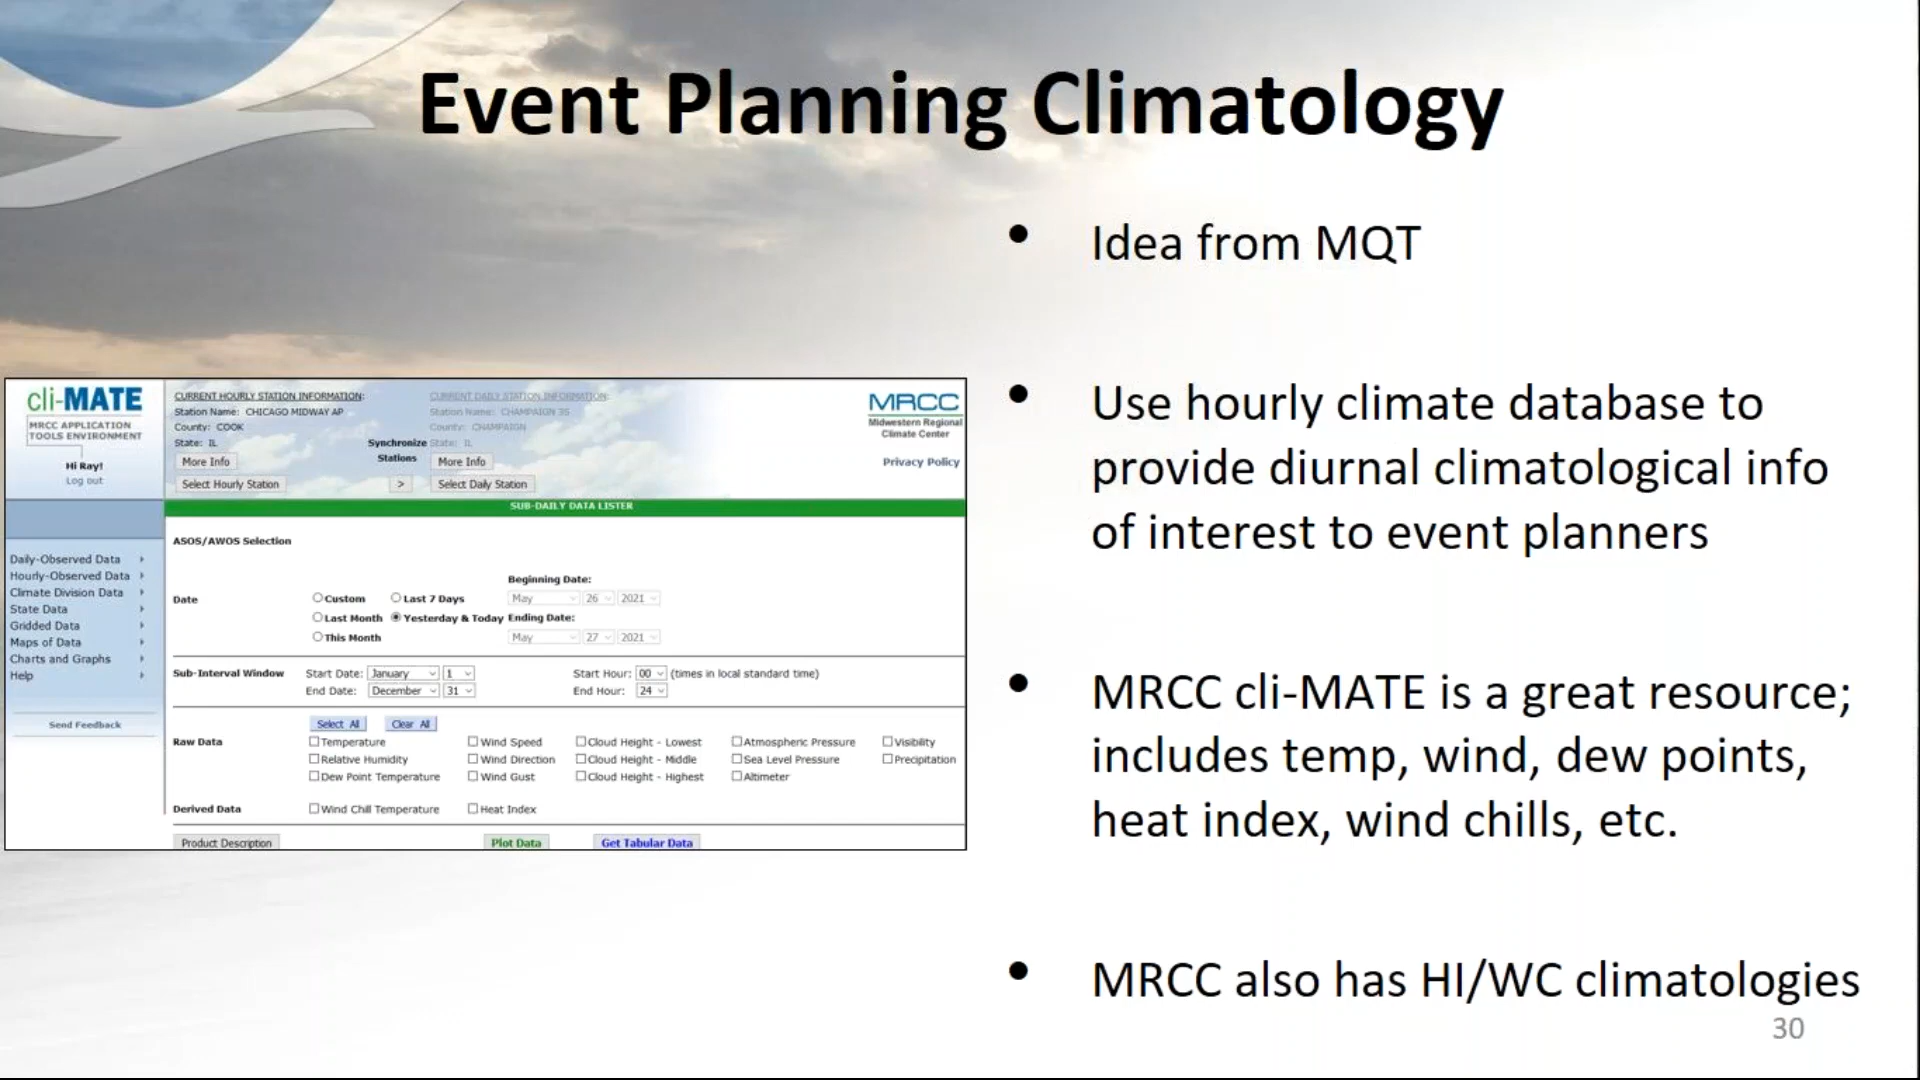 Event Planning Climatology
• Idea from MQT
• Use hourly climate database to
provide diurnal climatological info
of interest to event planners
• MRCC cli-MATE is a great resource;
includes temp, wind, dew points,
heat index, wind chills, etc.
• MRCC also has HI/WC climatologies
30
cli-MATE
MRCC APPLICATION
TOOLS ENVIRONMENT
Hi Ray!
Log out
CURRENT HOURLY STATION INFORMATION:
Station Name: CHICAGO MIDWAY AP
County: COOK
State: IL
More Info
Select Hourly Station
Synchronize
Stations
>
CURRENT DAILY STATION INFORMATION:
Station Name: CHAMPAIGN 3S
County: CHAMPAIGN
State: IL
More Info
Select Daily Station
MRCC
Midwestern Regional
Climate Center
Privacy Policy
Daily-Observed Data
Hourly-Observed Data
Climate Division Data
State Data
Gridded Data
Maps of Data
Charts and Graphs
Help
Send Feedback
SUB-DAILY DATA LISTER
ASOS/AWOS Selection
Date
Custom Last 7 Days
Last Month Yesterday & Today
This Month
Beginning Date:
May 26 2021
Ending Date:
May 27 2021
Sub-Interval Window
Start Date: January 1 Start Hour: 00 (times in local standard time)
End Date: December 31 End Hour: 24
Select All Clear All
Raw Data Temperature Wind Speed Cloud Height - Lowest Atmospheric Pressure Visibility
Relative Humidity Wind Direction Cloud Height - Middle Sea Level Pressure Precipitation
Dew Point Temperature Wind Gust Cloud Height - Highest Altimeter
Derived Data Wind Chill Temperature Heat Index
Product Description Plot Data Get Tabular Data